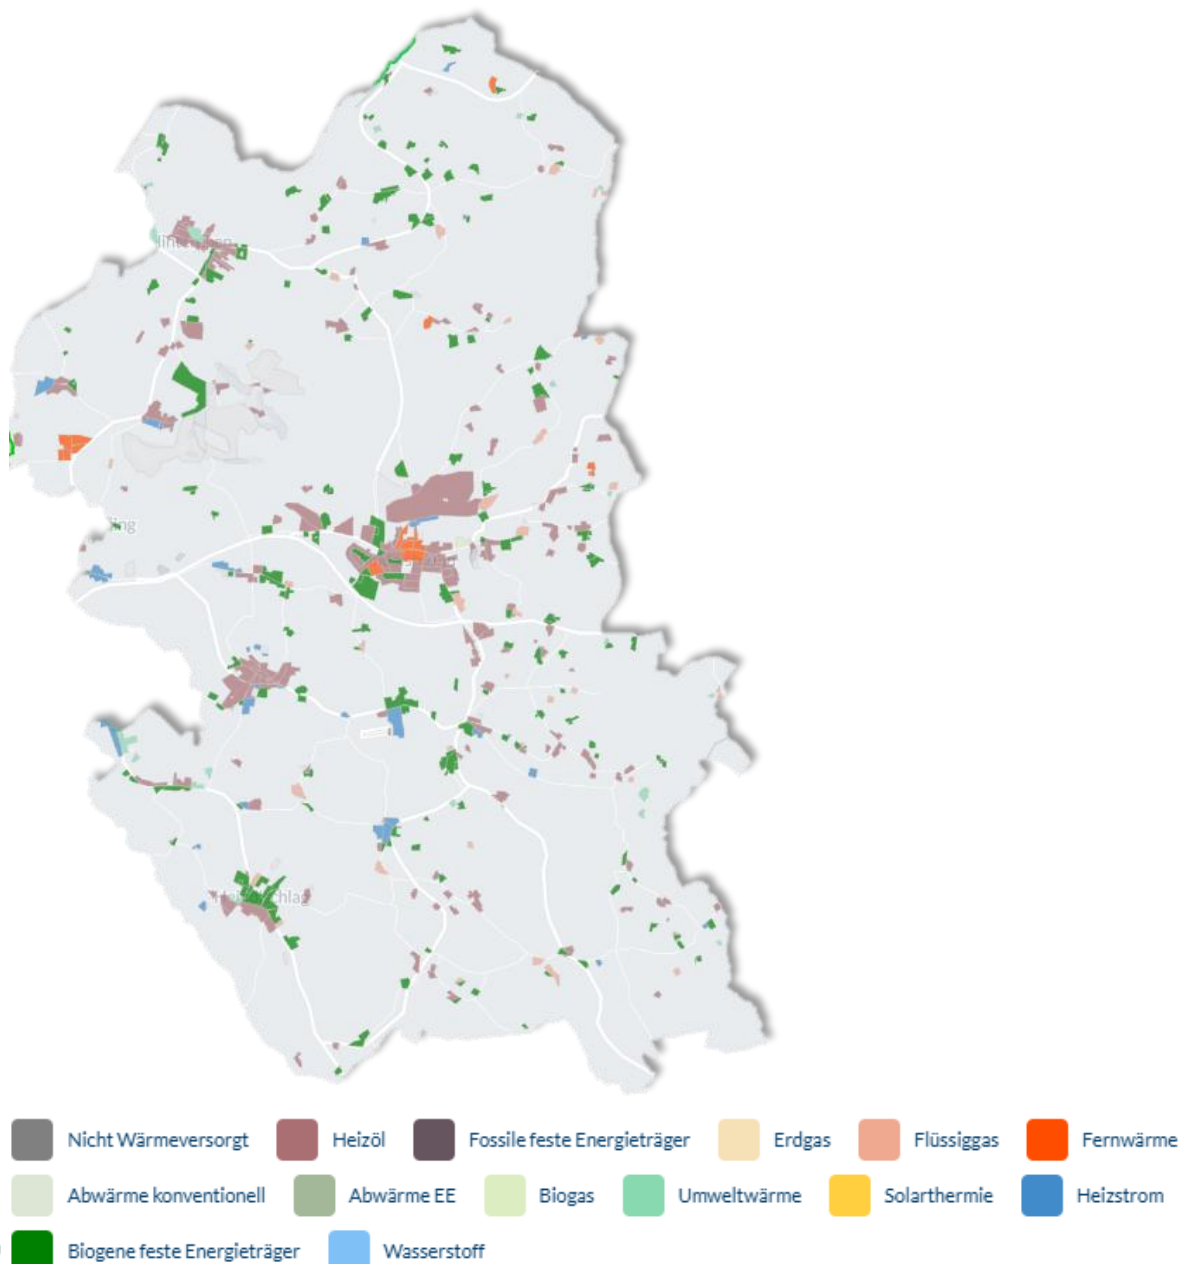 Nicht Wärmeversorgt Heizöl Fossile feste Energieträger Erdgas Flüssiggas Fernwärme
Abwärme konventionell Abwärme EE Biogas Umweltwärme Solarthermie Heizstrom
Biogene feste Energieträger Wasserstoff